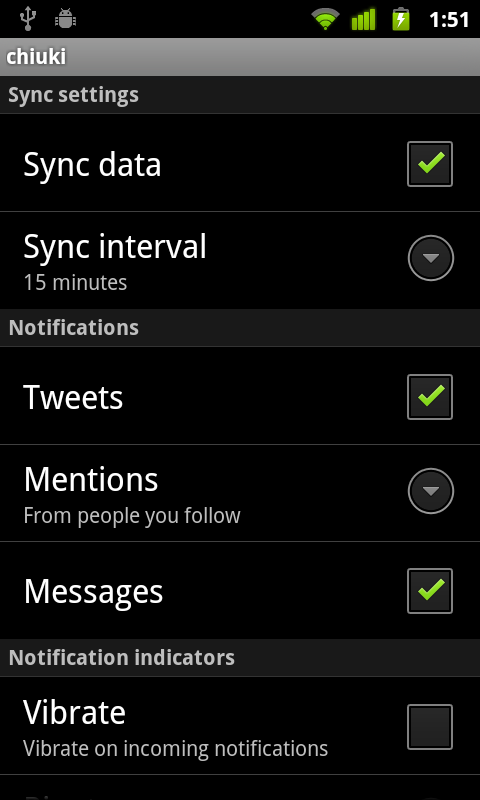 1:51
chiuki
Sync settings
Sync data
Sync interval
15 minutes
Notifications
Tweets
Mentions
From people you follow
Messages
Notification indicators
Vibrate
Vibrate on incoming notifications